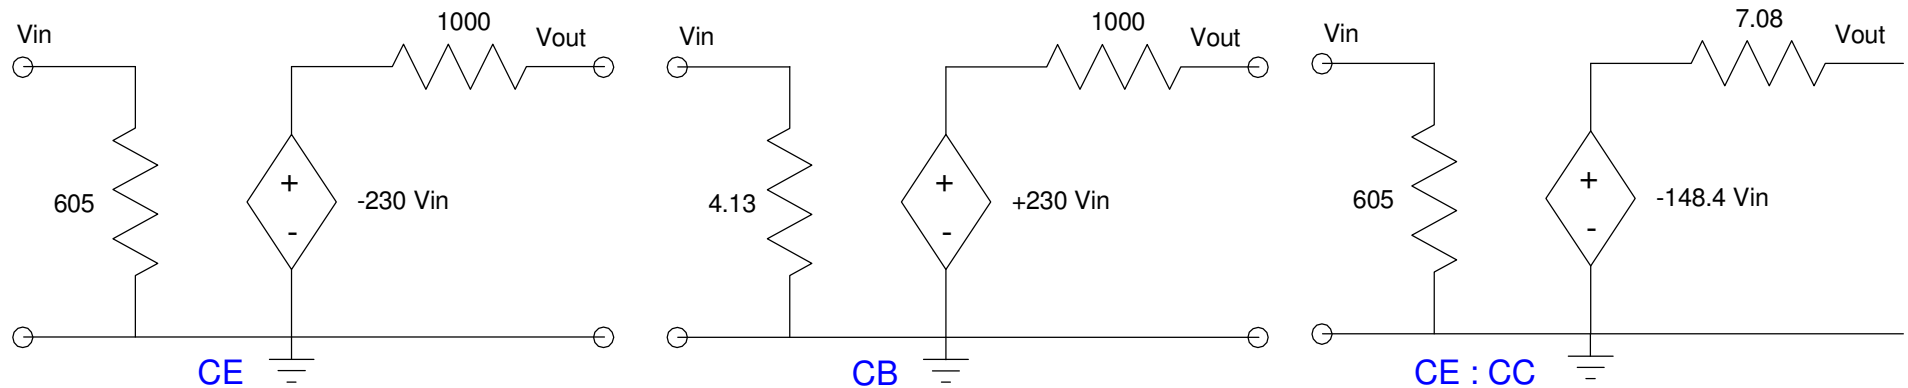 Vin
1000
Vout
605
+
-
-230 Vin
CE
Vin
1000
Vout
4.13
+
-
+230 Vin
CB
Vin
7.08
Vout
605
+
-
-148.4 Vin
CE : CC